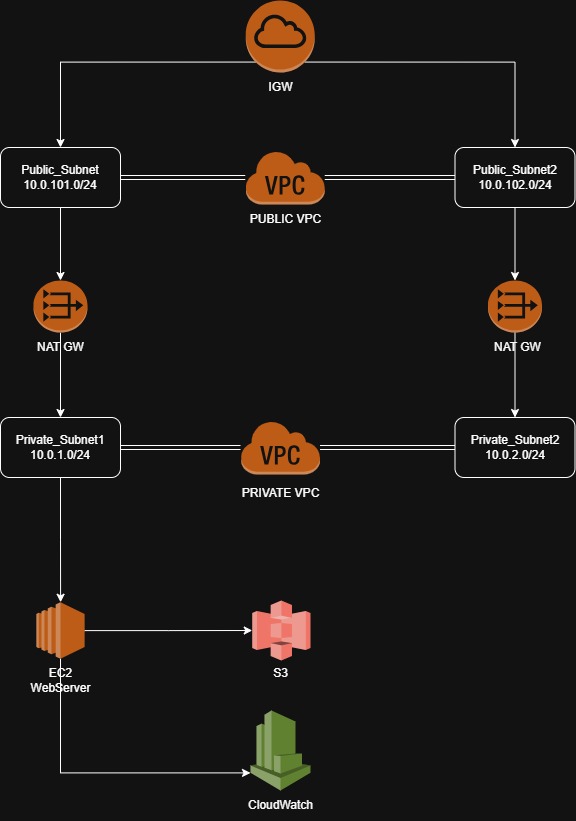 IGW
Public_Subnet
10.0.101.0/24
VPC
PUBLIC VPC
Public_Subnet2
10.0.102.0/24
NAT GW
NAT GW
Private_Subnet1
10.0.1.0/24
VPC
PRIVATE VPC
Private_Subnet2
10.0.2.0/24
EC2
WebServer
S3
CloudWatch